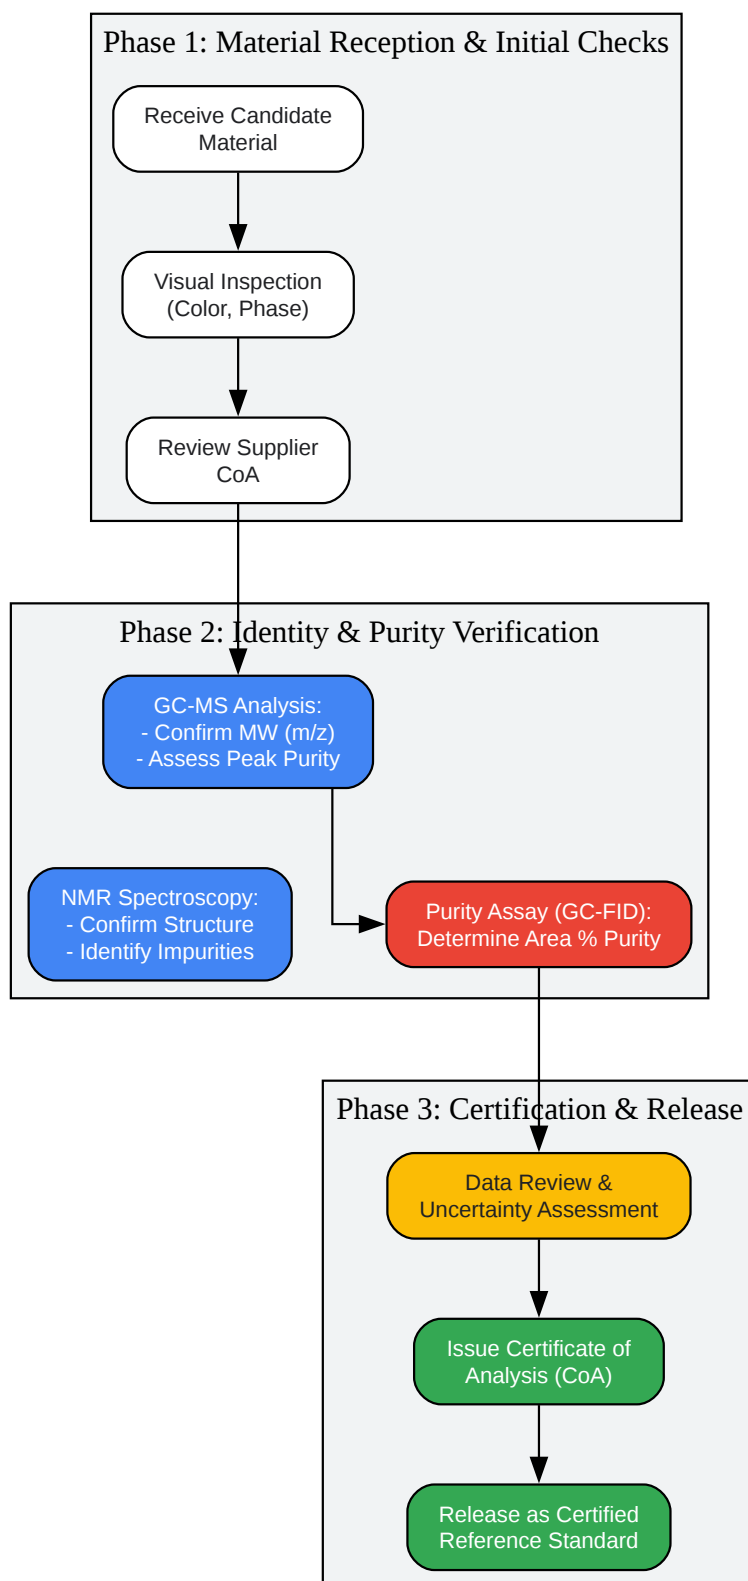 Phase 1: Material Reception & Initial Checks
Receive Candidate
Material
Visual Inspection
(Color, Phase)
Review Supplier
CoA
Phase 2: Identity & Purity Verification
GC-MS Analysis:
- Confirm MW (m/z)
- Assess Peak Purity
NMR Spectroscopy:
- Confirm Structure
- Identify Impurities
Purity Assay (GC-FID):
Determine Area % Purity
Phase 3: Certification & Release
Data Review &
Uncertainty Assessment
Issue Certificate of
Analysis (CoA)
Release as Certified
Reference Standard